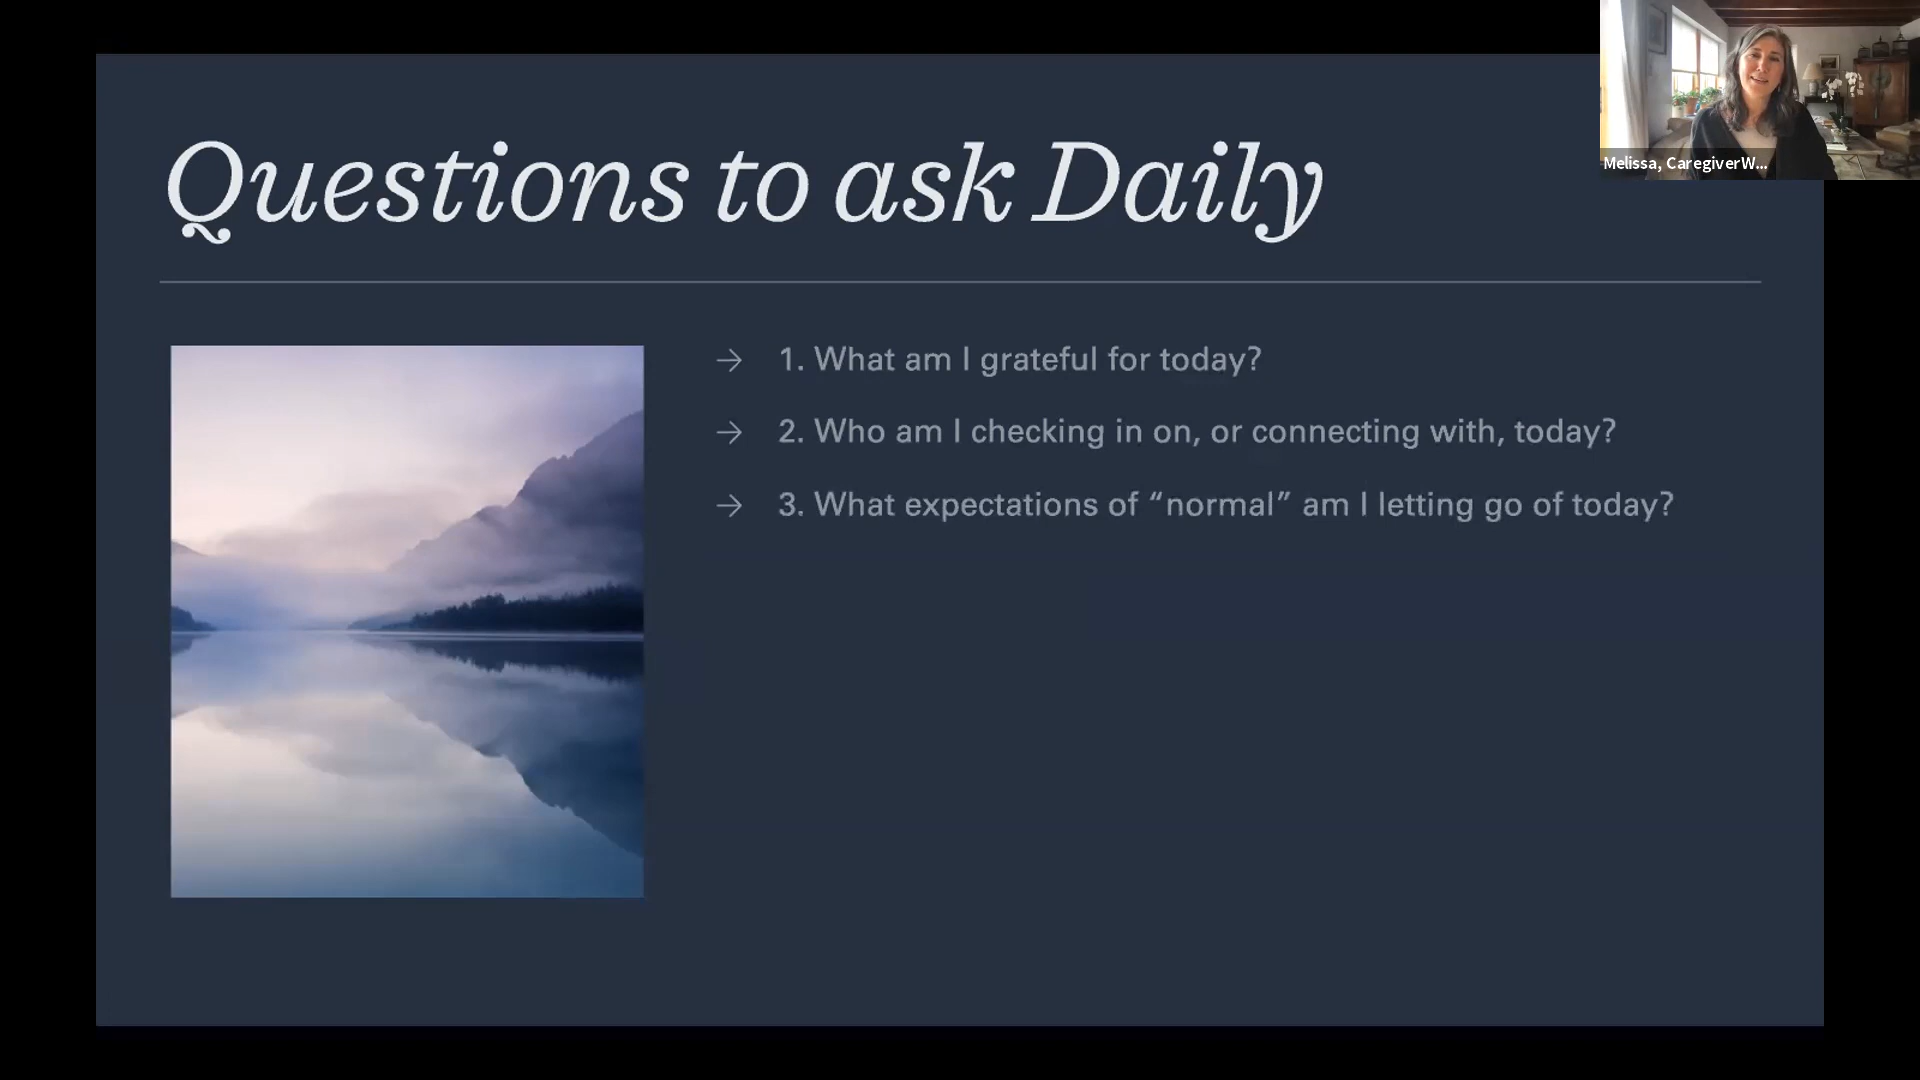 Questions to ask Daily
Melissa, CaregiverW...
→ 1. What am I grateful for today?
→ 2. Who am I checking in on, or connecting with, today?
→ 3. What expectations of “normal” am I letting go of today?